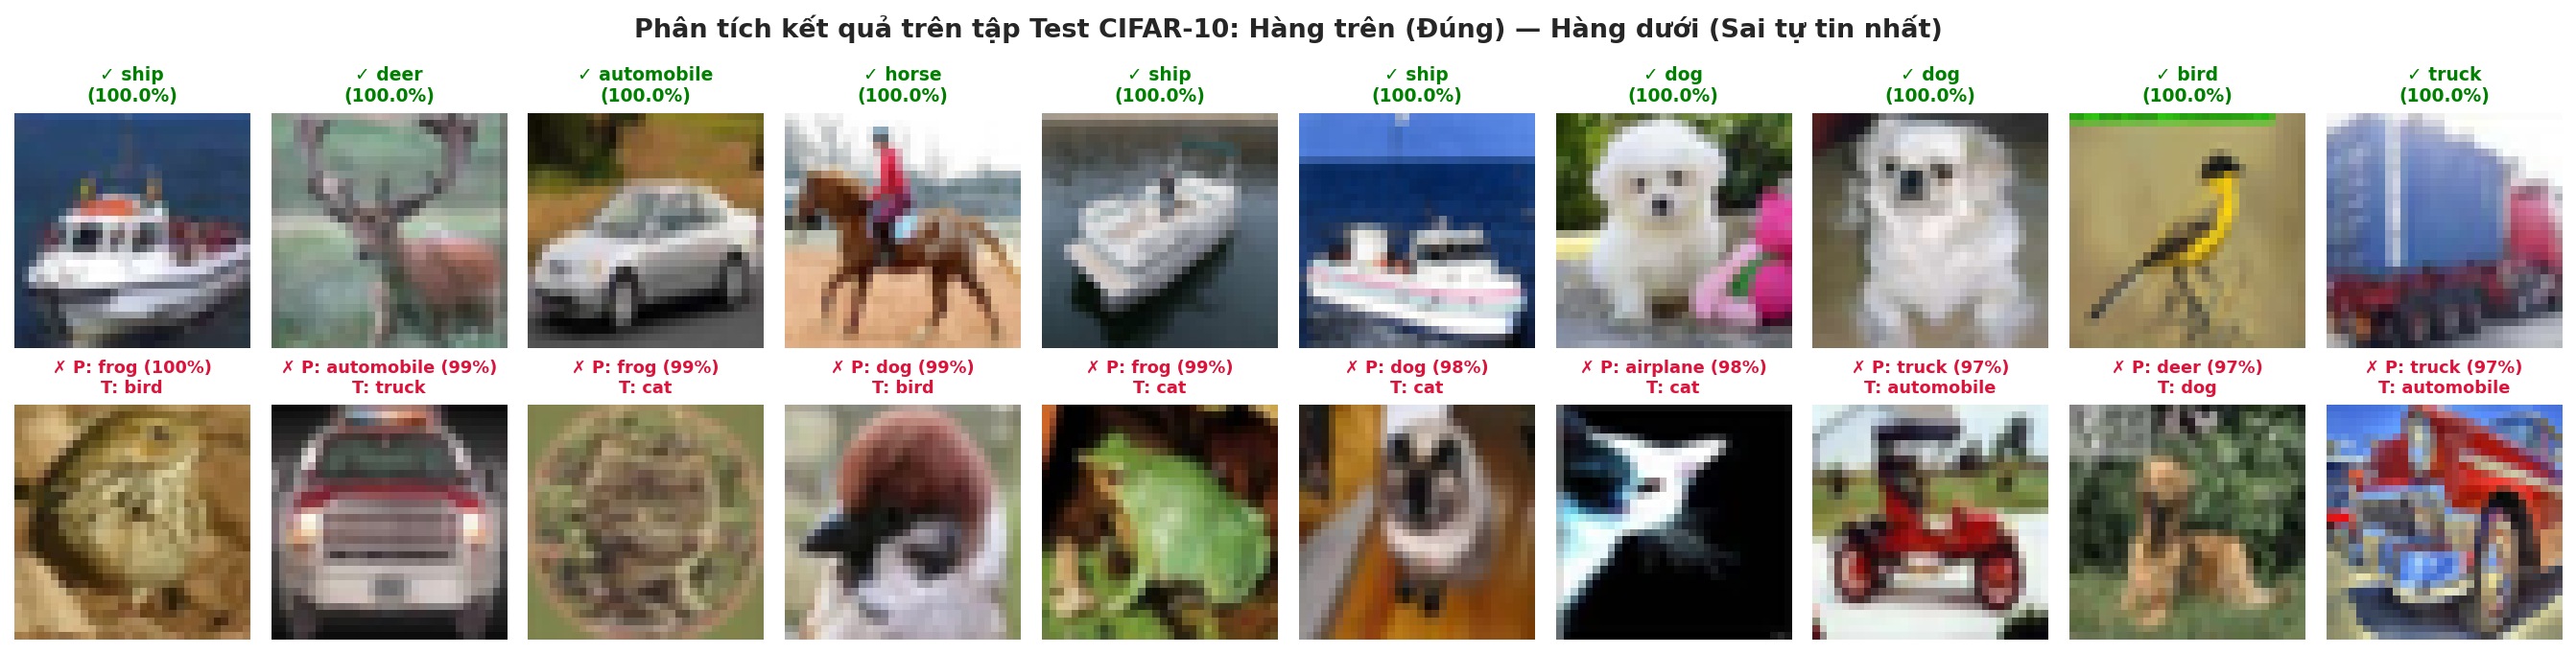 Phân tích kết quả trên tập Test CIFAR-10: Hàng trên (Đúng) — Hàng dưới (Sai tự tin nhất)
✓ ship
(100.0%)
✓ deer
(100.0%)
✓ automobile
(100.0%)
✓ horse
(100.0%)
✓ ship
(100.0%)
✓ ship
(100.0%)
✓ dog
(100.0%)
✓ dog
(100.0%)
✓ bird
(100.0%)
✓ truck
(100.0%)
✗ P: frog (100%)
T: bird
✗ P: automobile (99%)
T: truck
✗ P: frog (99%)
T: cat
✗ P: dog (99%)
T: bird
✗ P: frog (99%)
T: cat
✗ P: dog (98%)
T: cat
✗ P: airplane (98%)
T: cat
✗ P: truck (97%)
T: automobile
✗ P: deer (97%)
T: dog
✗ P: truck (97%)
T: automobile